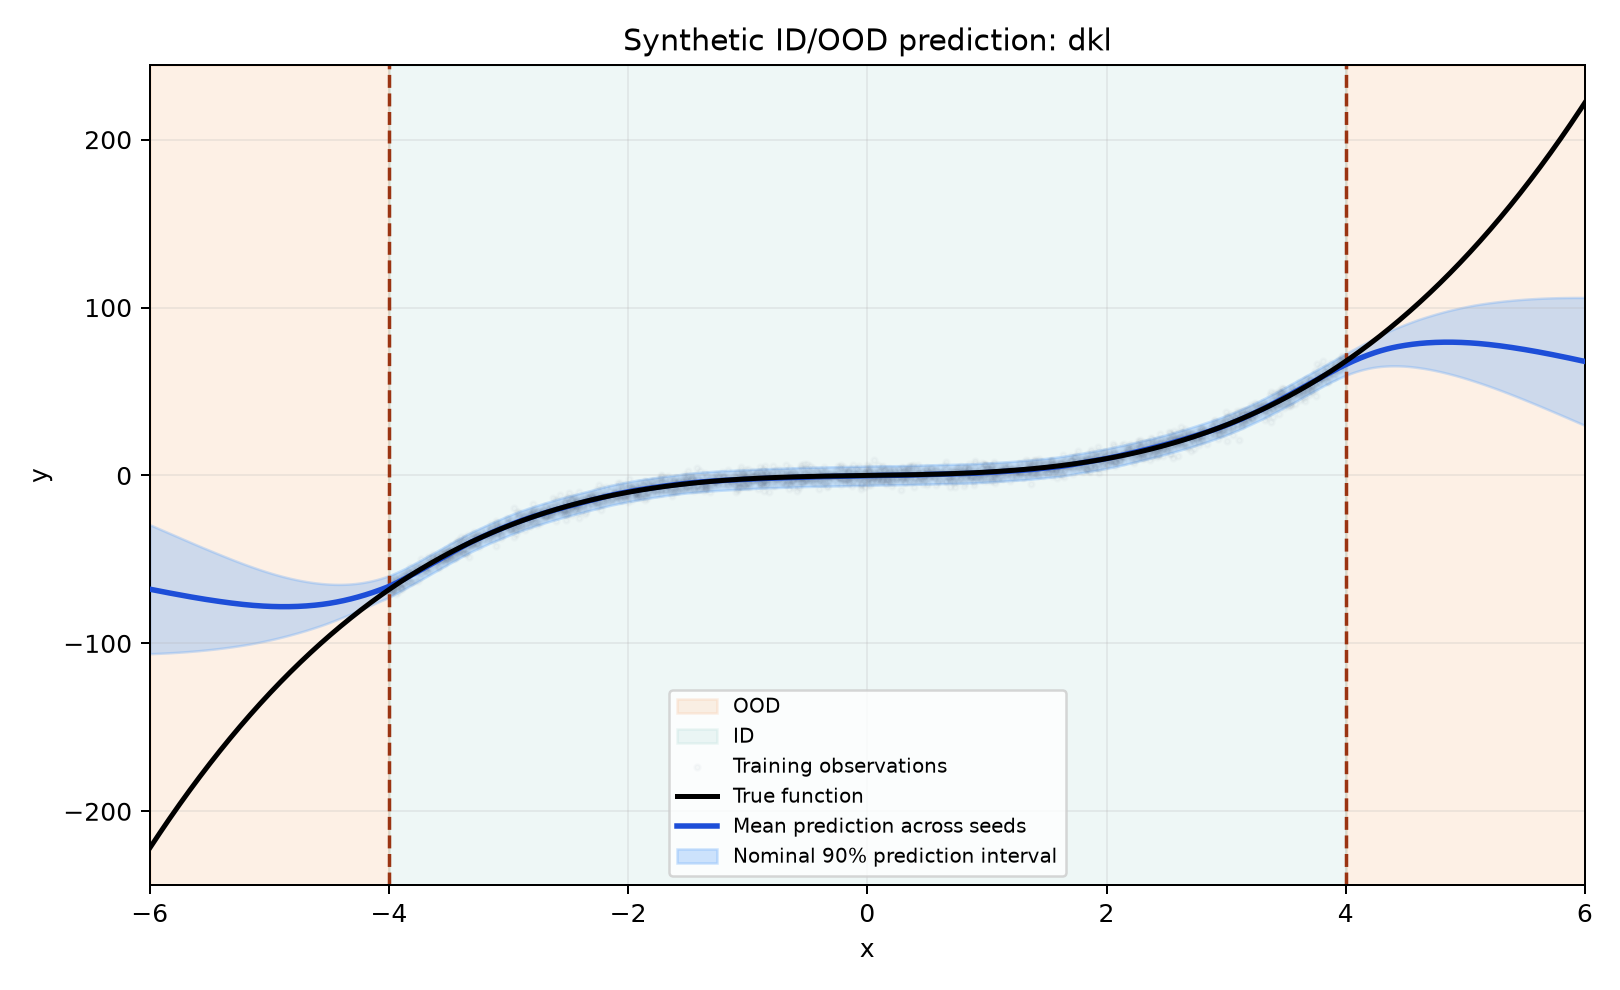 Synthetic ID/OOD prediction: dkl
200
100
0
−100
−200
y
OOD
ID
Training observations
True function
Mean prediction across seeds
Nominal 90% prediction interval
−6
−4
−2
0
2
4
6
x